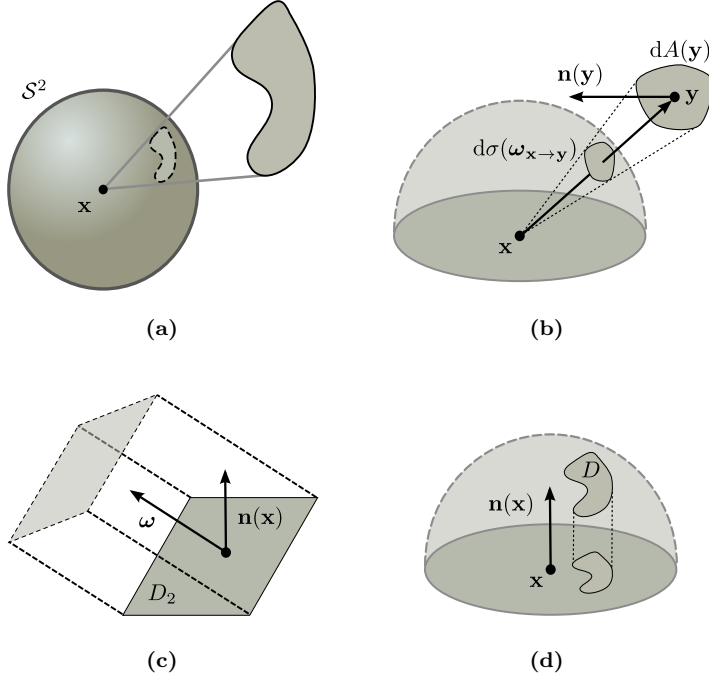 𝒮²
x
(a)
dA(y)
n(y)
y
dσ(ω_{x→y})
x
(b)
ω
n(x)
D₂
(c)
D
n(x)
x
(d)